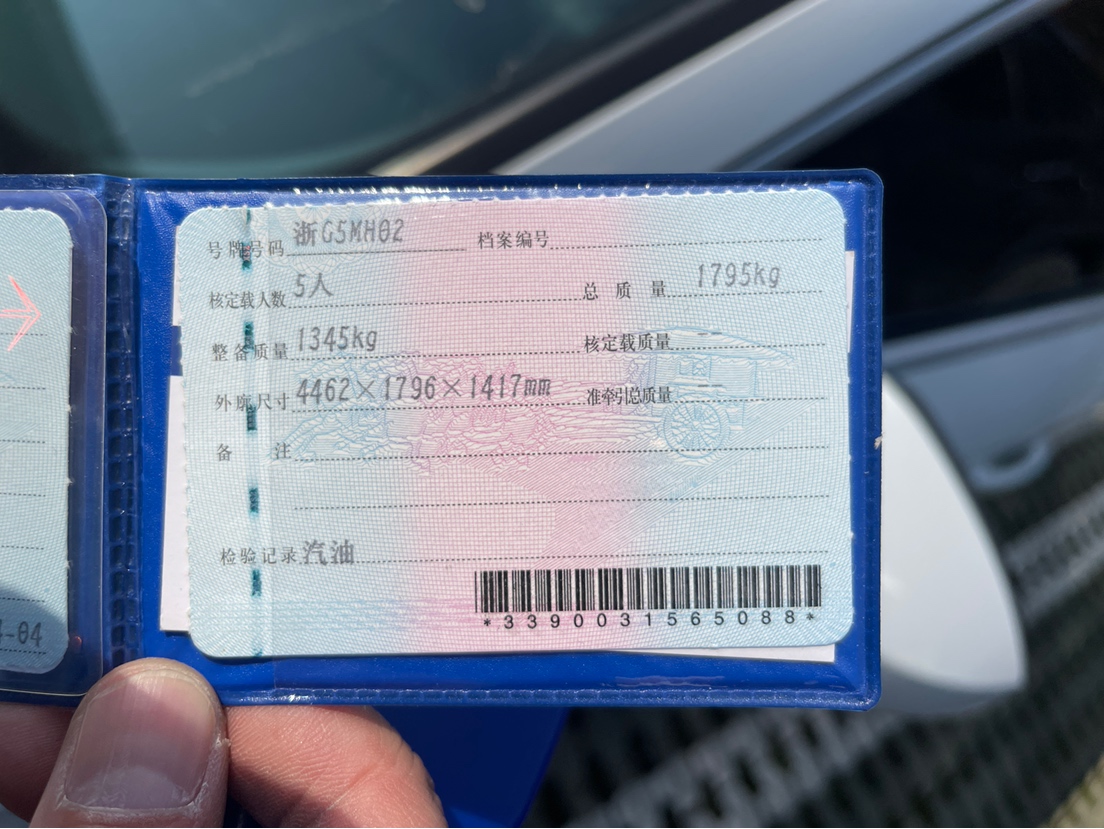 号牌号码 浙G5MH02 档案编号
核定载人数 5人 总质量 1795kg
整备质量 1345kg 核定载质量 --
外廓尺寸 4462×1796×1417mm 准牵引总质量 --
备注
检验记录 汽油
*3390031565088*
-04